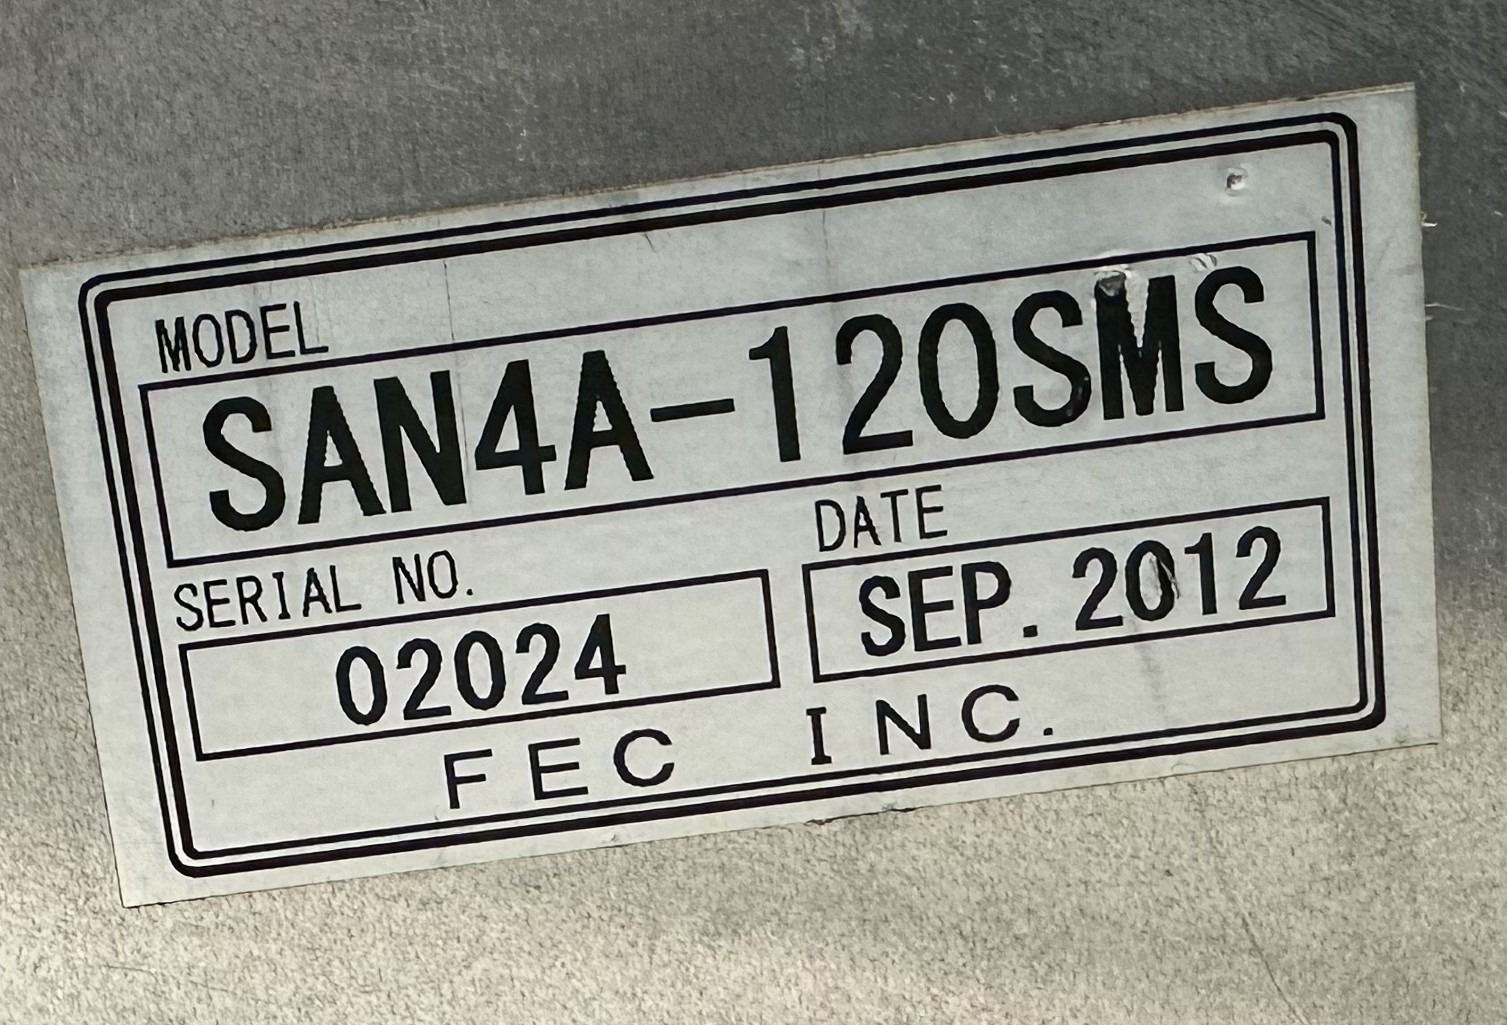 MODEL
SAN4A-120SMS
SERIAL NO.
02024
DATE
SEP. 2012
FEC INC.